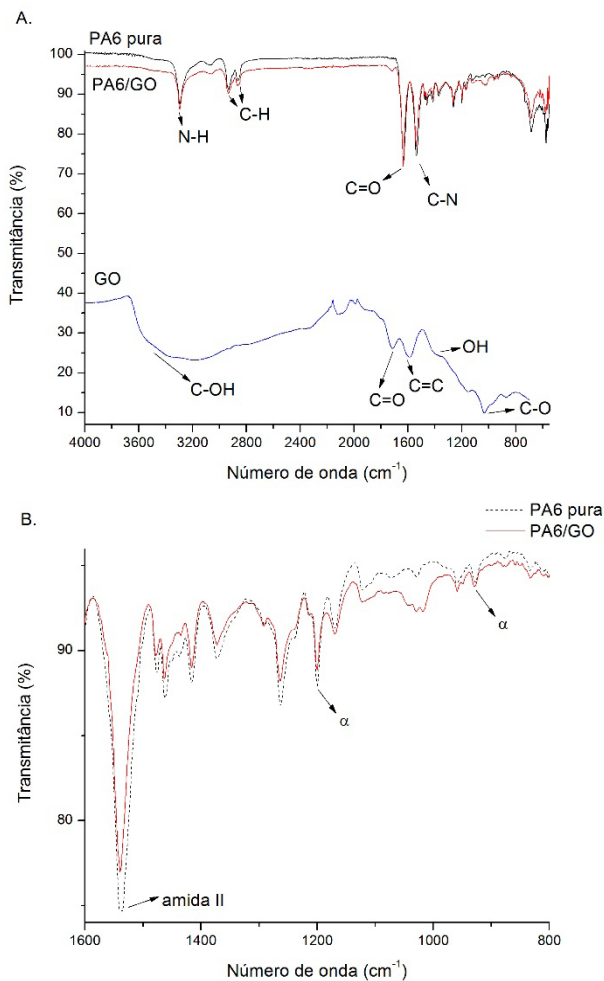 A.
PA6 pura
PA6/GO
N-H
C-H
C=O
C-N
GO
C-OH
C=O
C=C
OH
C-O
100
90
80
70
60
50
40
30
20
10
Transmitância (%)
4000 3600 3200 2800 2400 2000 1600 1200 800
Número de onda (cm⁻¹)
B.
PA6 pura
PA6/GO
α
α
amida II
90
80
Transmitância (%)
1600 1400 1200 1000 800
Número de onda (cm⁻¹)